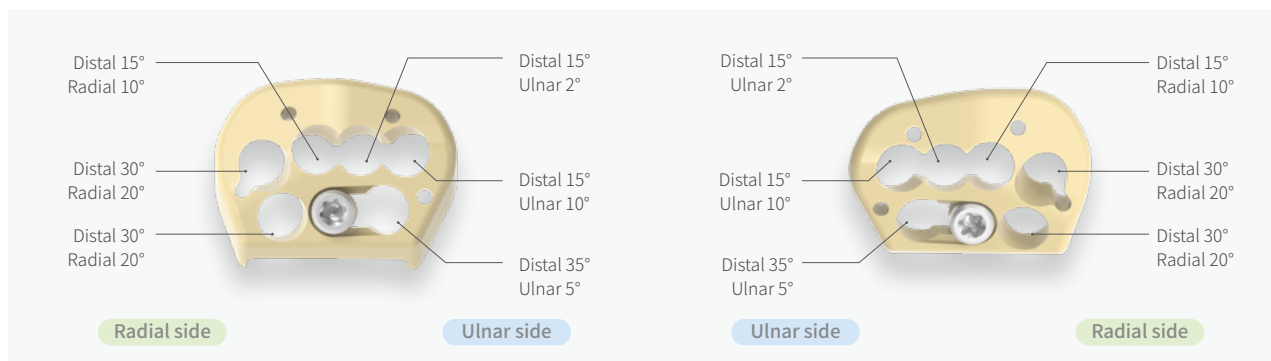 Distal 15°
Radial 10°
Distal 15°
Ulnar 2°
Distal 30°
Radial 20°
Distal 15°
Ulnar 10°
Distal 30°
Radial 20°
Distal 35°
Ulnar 5°
Radial side
Ulnar side
Distal 15°
Ulnar 2°
Distal 15°
Radial 10°
Distal 15°
Ulnar 10°
Distal 30°
Radial 20°
Distal 35°
Ulnar 5°
Distal 30°
Radial 20°
Ulnar side
Radial side